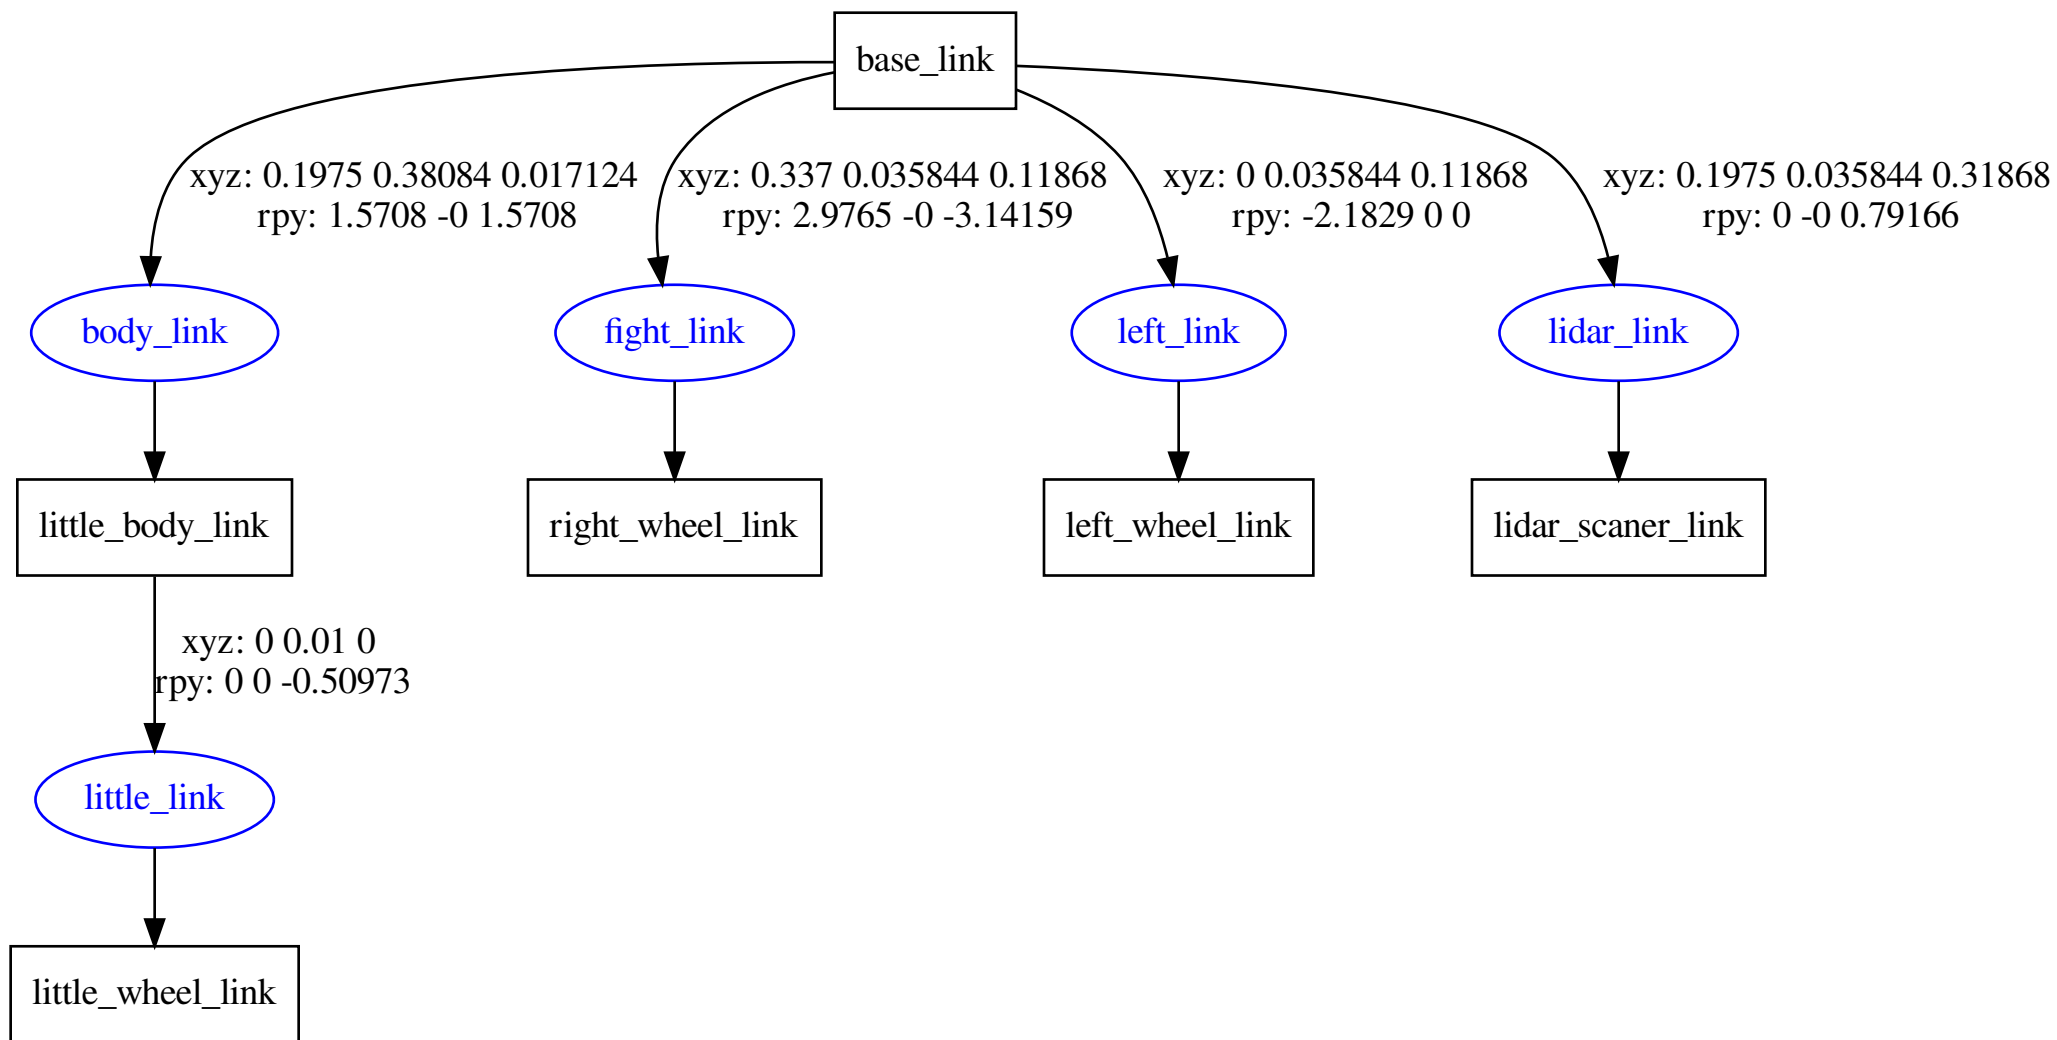 base_link
xyz: 0.1975 0.38084 0.017124
rpy: 1.5708 -0 1.5708
xyz: 0.337 0.035844 0.11868
rpy: 2.9765 -0 -3.14159
xyz: 0 0.035844 0.11868
rpy: -2.1829 0 0
xyz: 0.1975 0.035844 0.31868
rpy: 0 -0 0.79166
body_link
fight_link
left_link
lidar_link
little_body_link
right_wheel_link
left_wheel_link
lidar_scaner_link
xyz: 0 0.01 0
rpy: 0 0 -0.50973
little_link
little_wheel_link